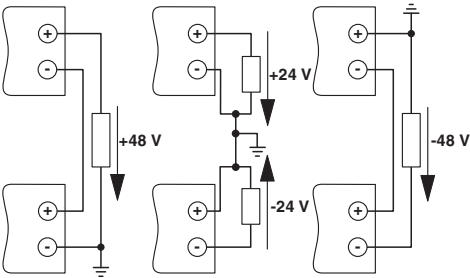 + + +
- - -
+24 V
+48 V -48 V
-24 V
+ + +
- - -